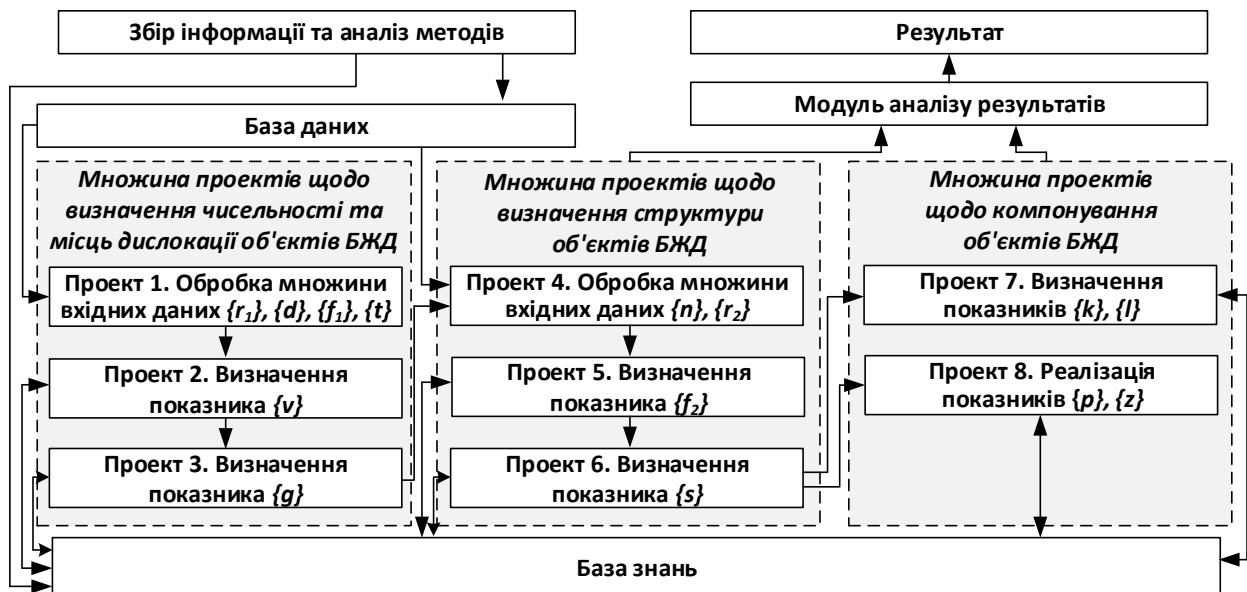 Збір інформації та аналіз методів
Результат
Модуль аналізу результатів
База даних
Множина проектів щодо
визначення чисельності та
місць дислокації об'єктів БЖД
Проект 1. Обробка множини
вхідних даних {r₁}, {d}, {f₁}, {t}
Проект 2. Визначення
показника {v}
Проект 3. Визначення
показника {g}
Множина проектів щодо
визначення структури
об'єктів БЖД
Проект 4. Обробка множини
вхідних даних {n}, {r₂}
Проект 5. Визначення
показника {f₂}
Проект 6. Визначення
показника {s}
Множина проектів
щодо компонування
об'єктів БЖД
Проект 7. Визначення
показників {k}, {l}
Проект 8. Реалізація
показників {p}, {z}
База знань